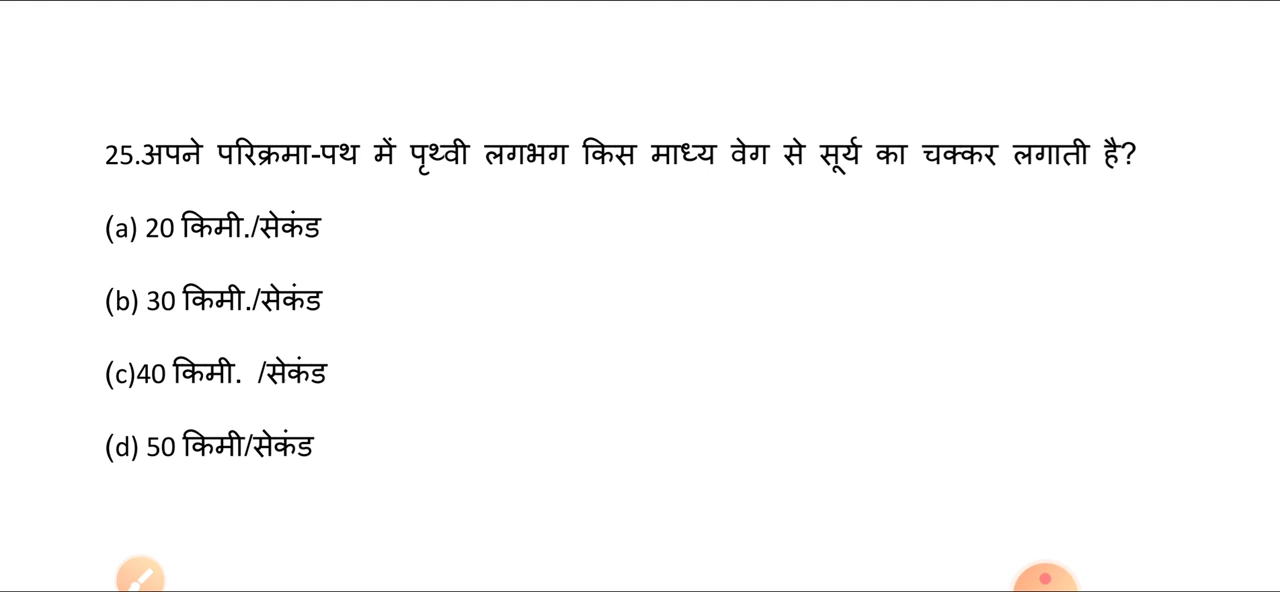 25.अपने परिक्रमा-पथ में पृथ्वी लगभग किस माध्य वेग से सूर्य का चक्कर लगाती है?
(a) 20 किमी./सेकंड
(b) 30 किमी./सेकंड
(c)40 किमी. /सेकंड
(d) 50 किमी/सेकंड